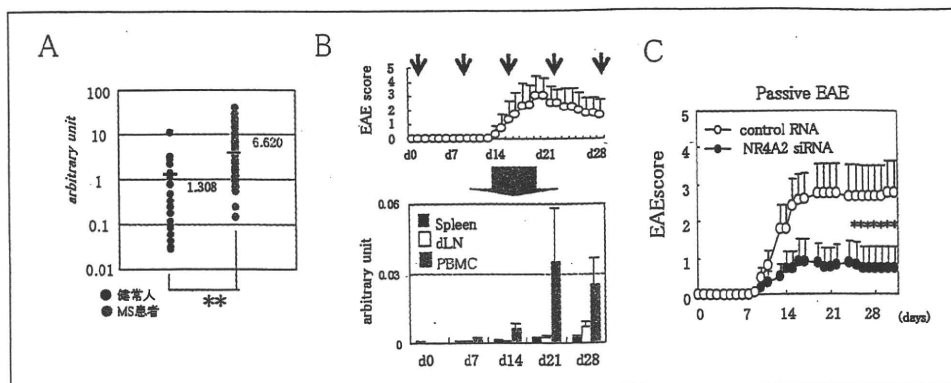 A
100
10
1
0.1
0.01
arbitrary unit
1.308
6.620
●健常人
●MS患者
**
B
EAE score
5
4
3
2
1
0
d0 d7 d14 d21 d28
arbitrary unit
0.06
0.03
0
Spleen
dLN
PBMC
d0 d7 d14 d21 d28
C
Passive EAE
control RNA
NR4A2 siRNA
EAEscore
5
4
3
2
1
0
********
0 7 14 21 28 (days)